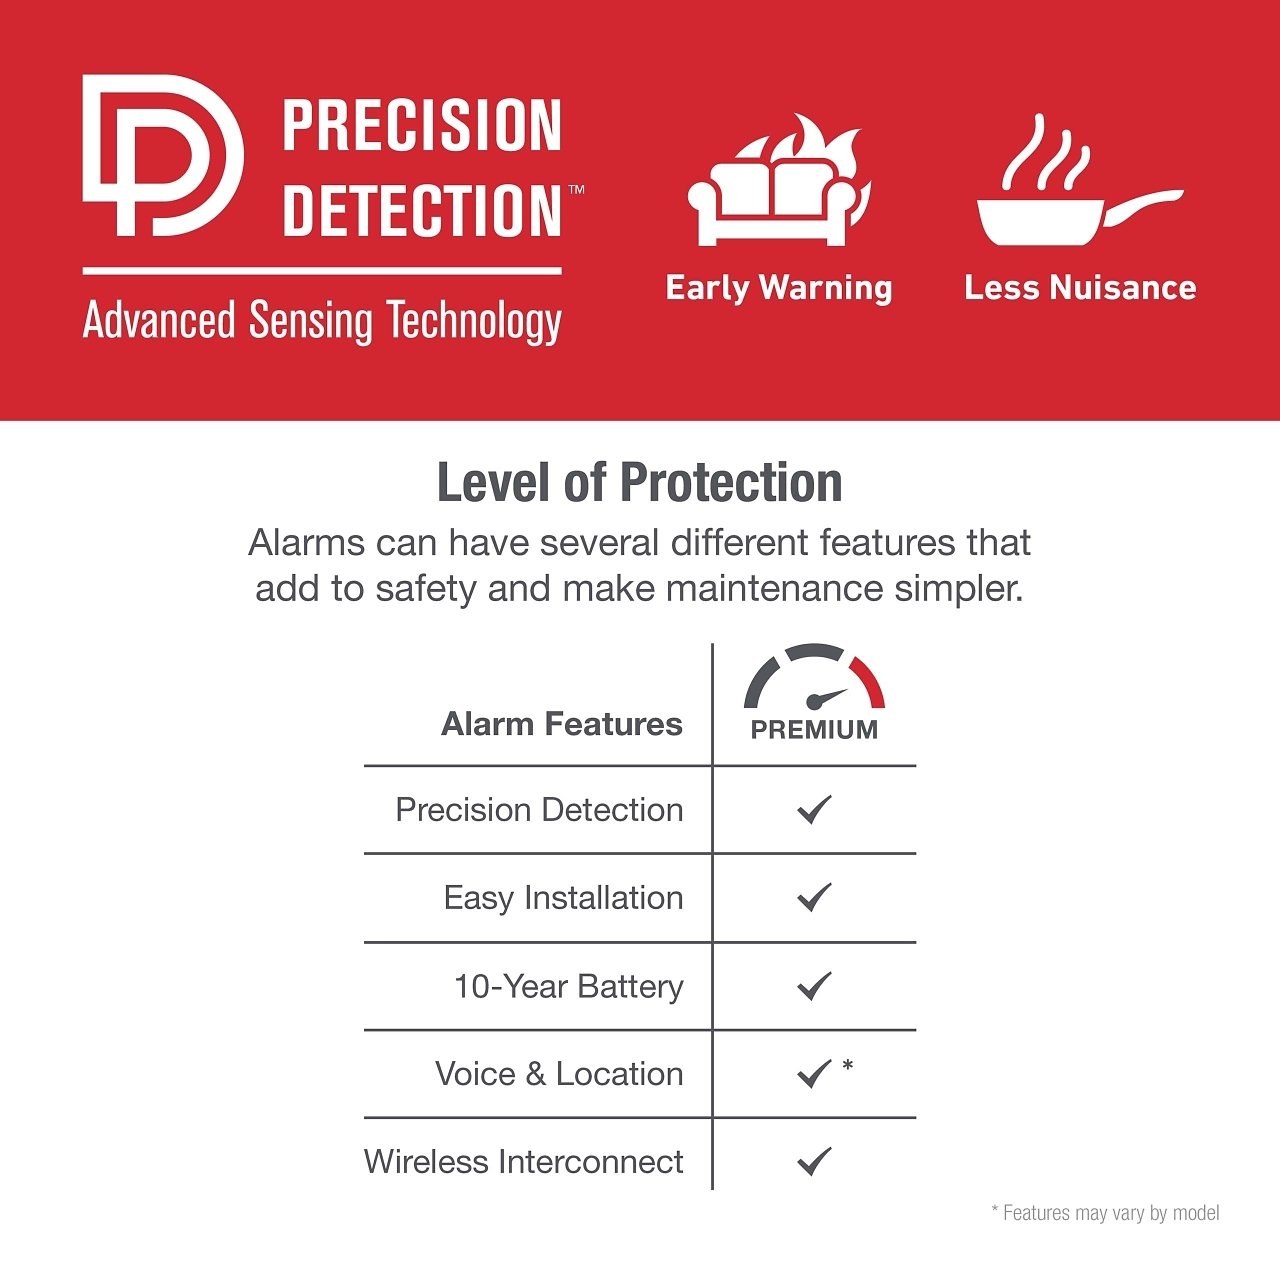 PRECISION
DETECTION™
Advanced Sensing Technology
Early Warning
Less Nuisance
Level of Protection
Alarms can have several different features that
add to safety and make maintenance simpler.
Alarm Features
PREMIUM
Precision Detection ✓
Easy Installation ✓
10-Year Battery ✓
Voice & Location ✓ *
Wireless Interconnect ✓
* Features may vary by model